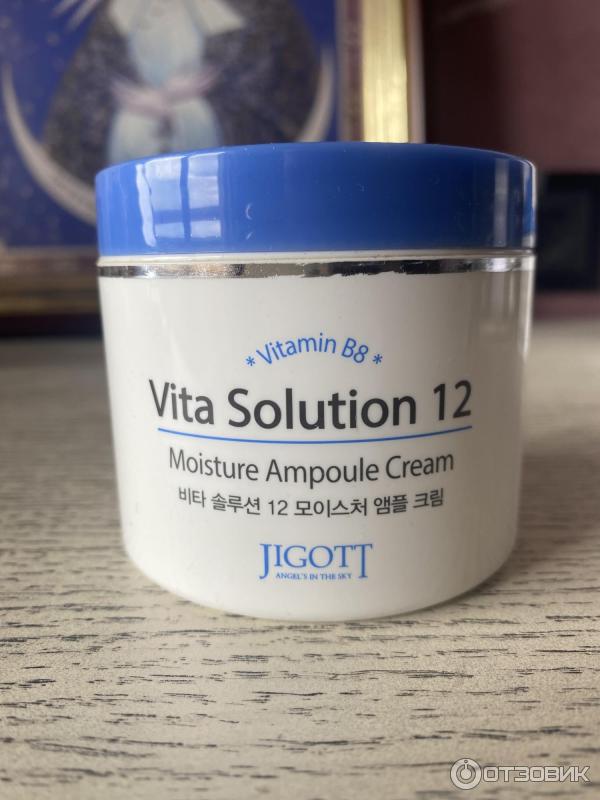 * Vitamin B8 *
Vita Solution 12
Moisture Ampoule Cream
비타 솔루션 12 모이스처 앰플 크림
JIGOTT
ANGEL'S IN THE SKY
ОТЗОВИК